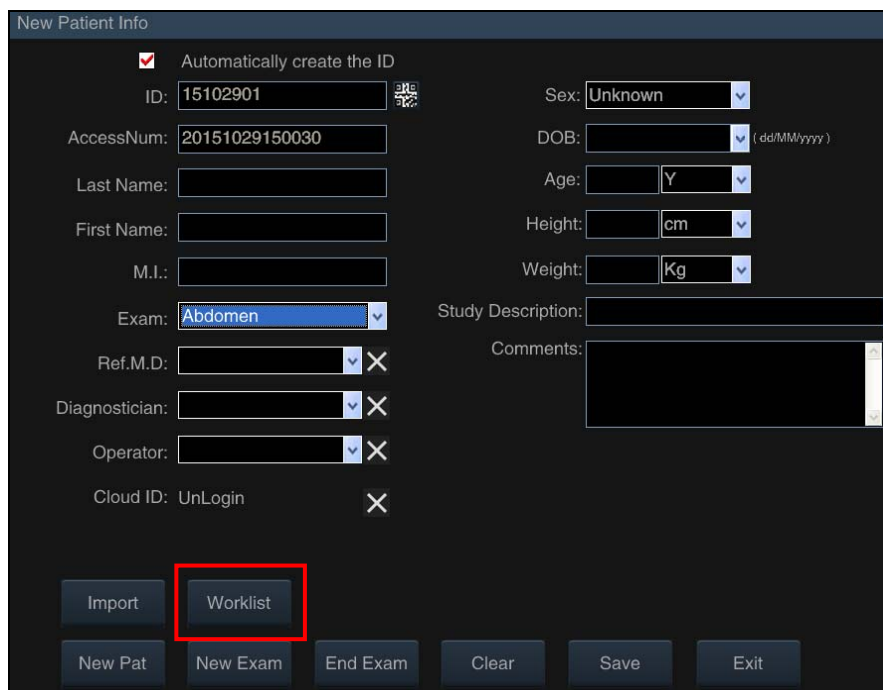 New Patient Info
Automatically create the ID
ID: 15102901
Sex: Unknown
AccessNum: 20151029150030
DOB: ( dd/MM/yyyy )
Last Name:
Age: Y
First Name:
Height: cm
M.I.:
Weight: Kg
Exam: Abdomen
Study Description:
Ref.M.D:
Comments:
Diagnostician:
Operator:
Cloud ID: UnLogin
Import Worklist
New Pat New Exam End Exam Clear Save Exit